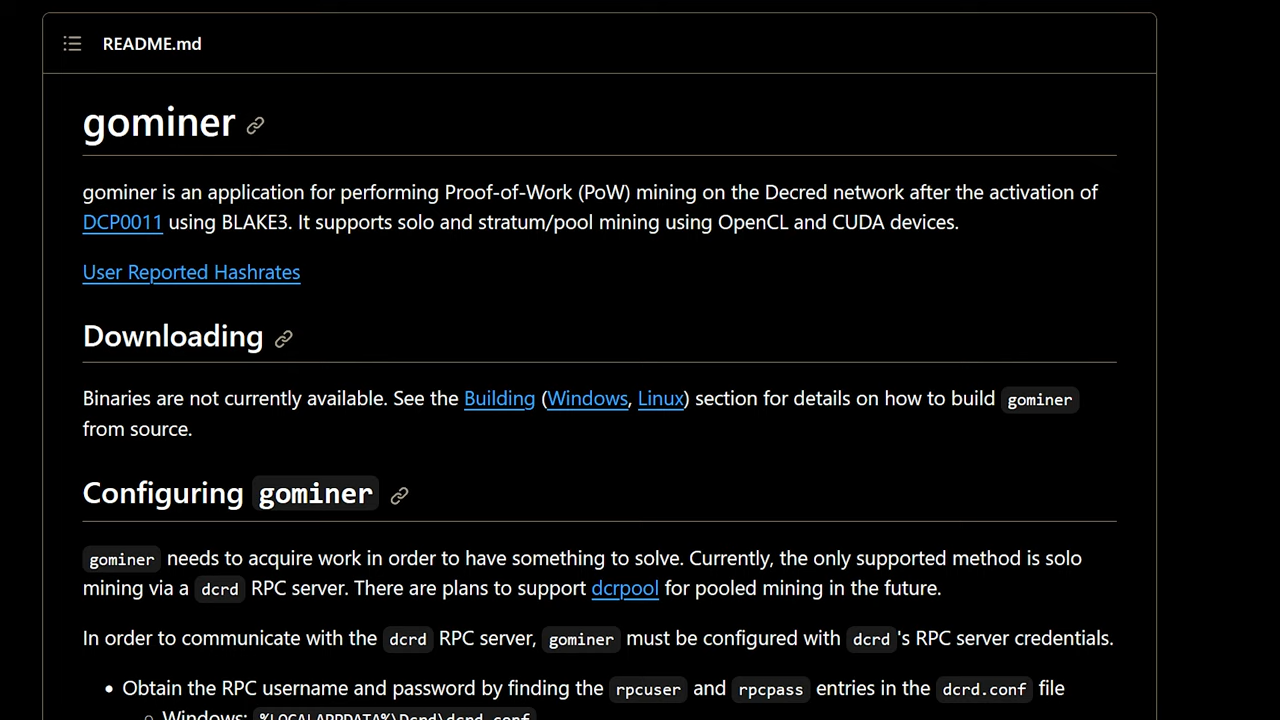 README.md
gominer
gominer is an application for performing Proof-of-Work (PoW) mining on the Decred network after the activation of
DCP0011 using BLAKE3. It supports solo and stratum/pool mining using OpenCL and CUDA devices.
User Reported Hashrates
Downloading
Binaries are not currently available. See the Building (Windows, Linux) section for details on how to build gominer
from source.
Configuring gominer
gominer needs to acquire work in order to have something to solve. Currently, the only supported method is solo
mining via a dcrd RPC server. There are plans to support dcrpool for pooled mining in the future.
In order to communicate with the dcrd RPC server, gominer must be configured with dcrd's RPC server credentials.
• Obtain the RPC username and password by finding the rpcuser and rpcpass entries in the dcrd.conf file
○ Windows: %LOCALAPPDATA%\Dcrd\dcrd.conf